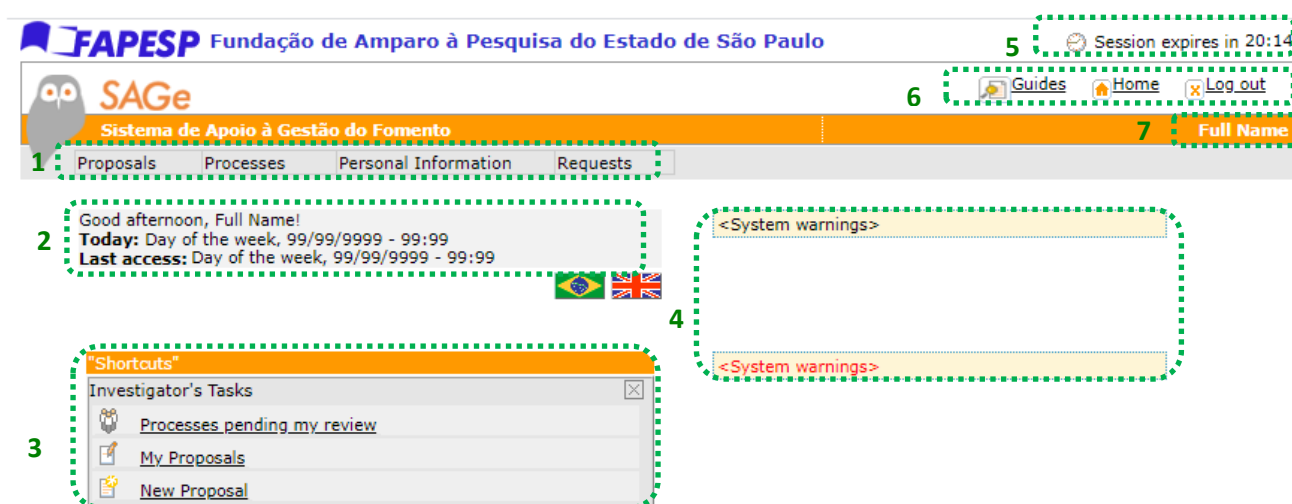 FAPESP Fundação de Amparo à Pesquisa do Estado de São Paulo
5 Session expires in 20:14
SAGe
6 Guides Home Log out
Sistema de Apoio à Gestão do Fomento
7 Full Name
1 Proposals Processes Personal Information Requests
2
Good afternoon, Full Name!
Today: Day of the week, 99/99/9999 - 99:99
Last access: Day of the week, 99/99/9999 - 99:99
4
<System warnings>
<System warnings>
3
"Shortcuts"
Investigator's Tasks
Processes pending my review
My Proposals
New Proposal